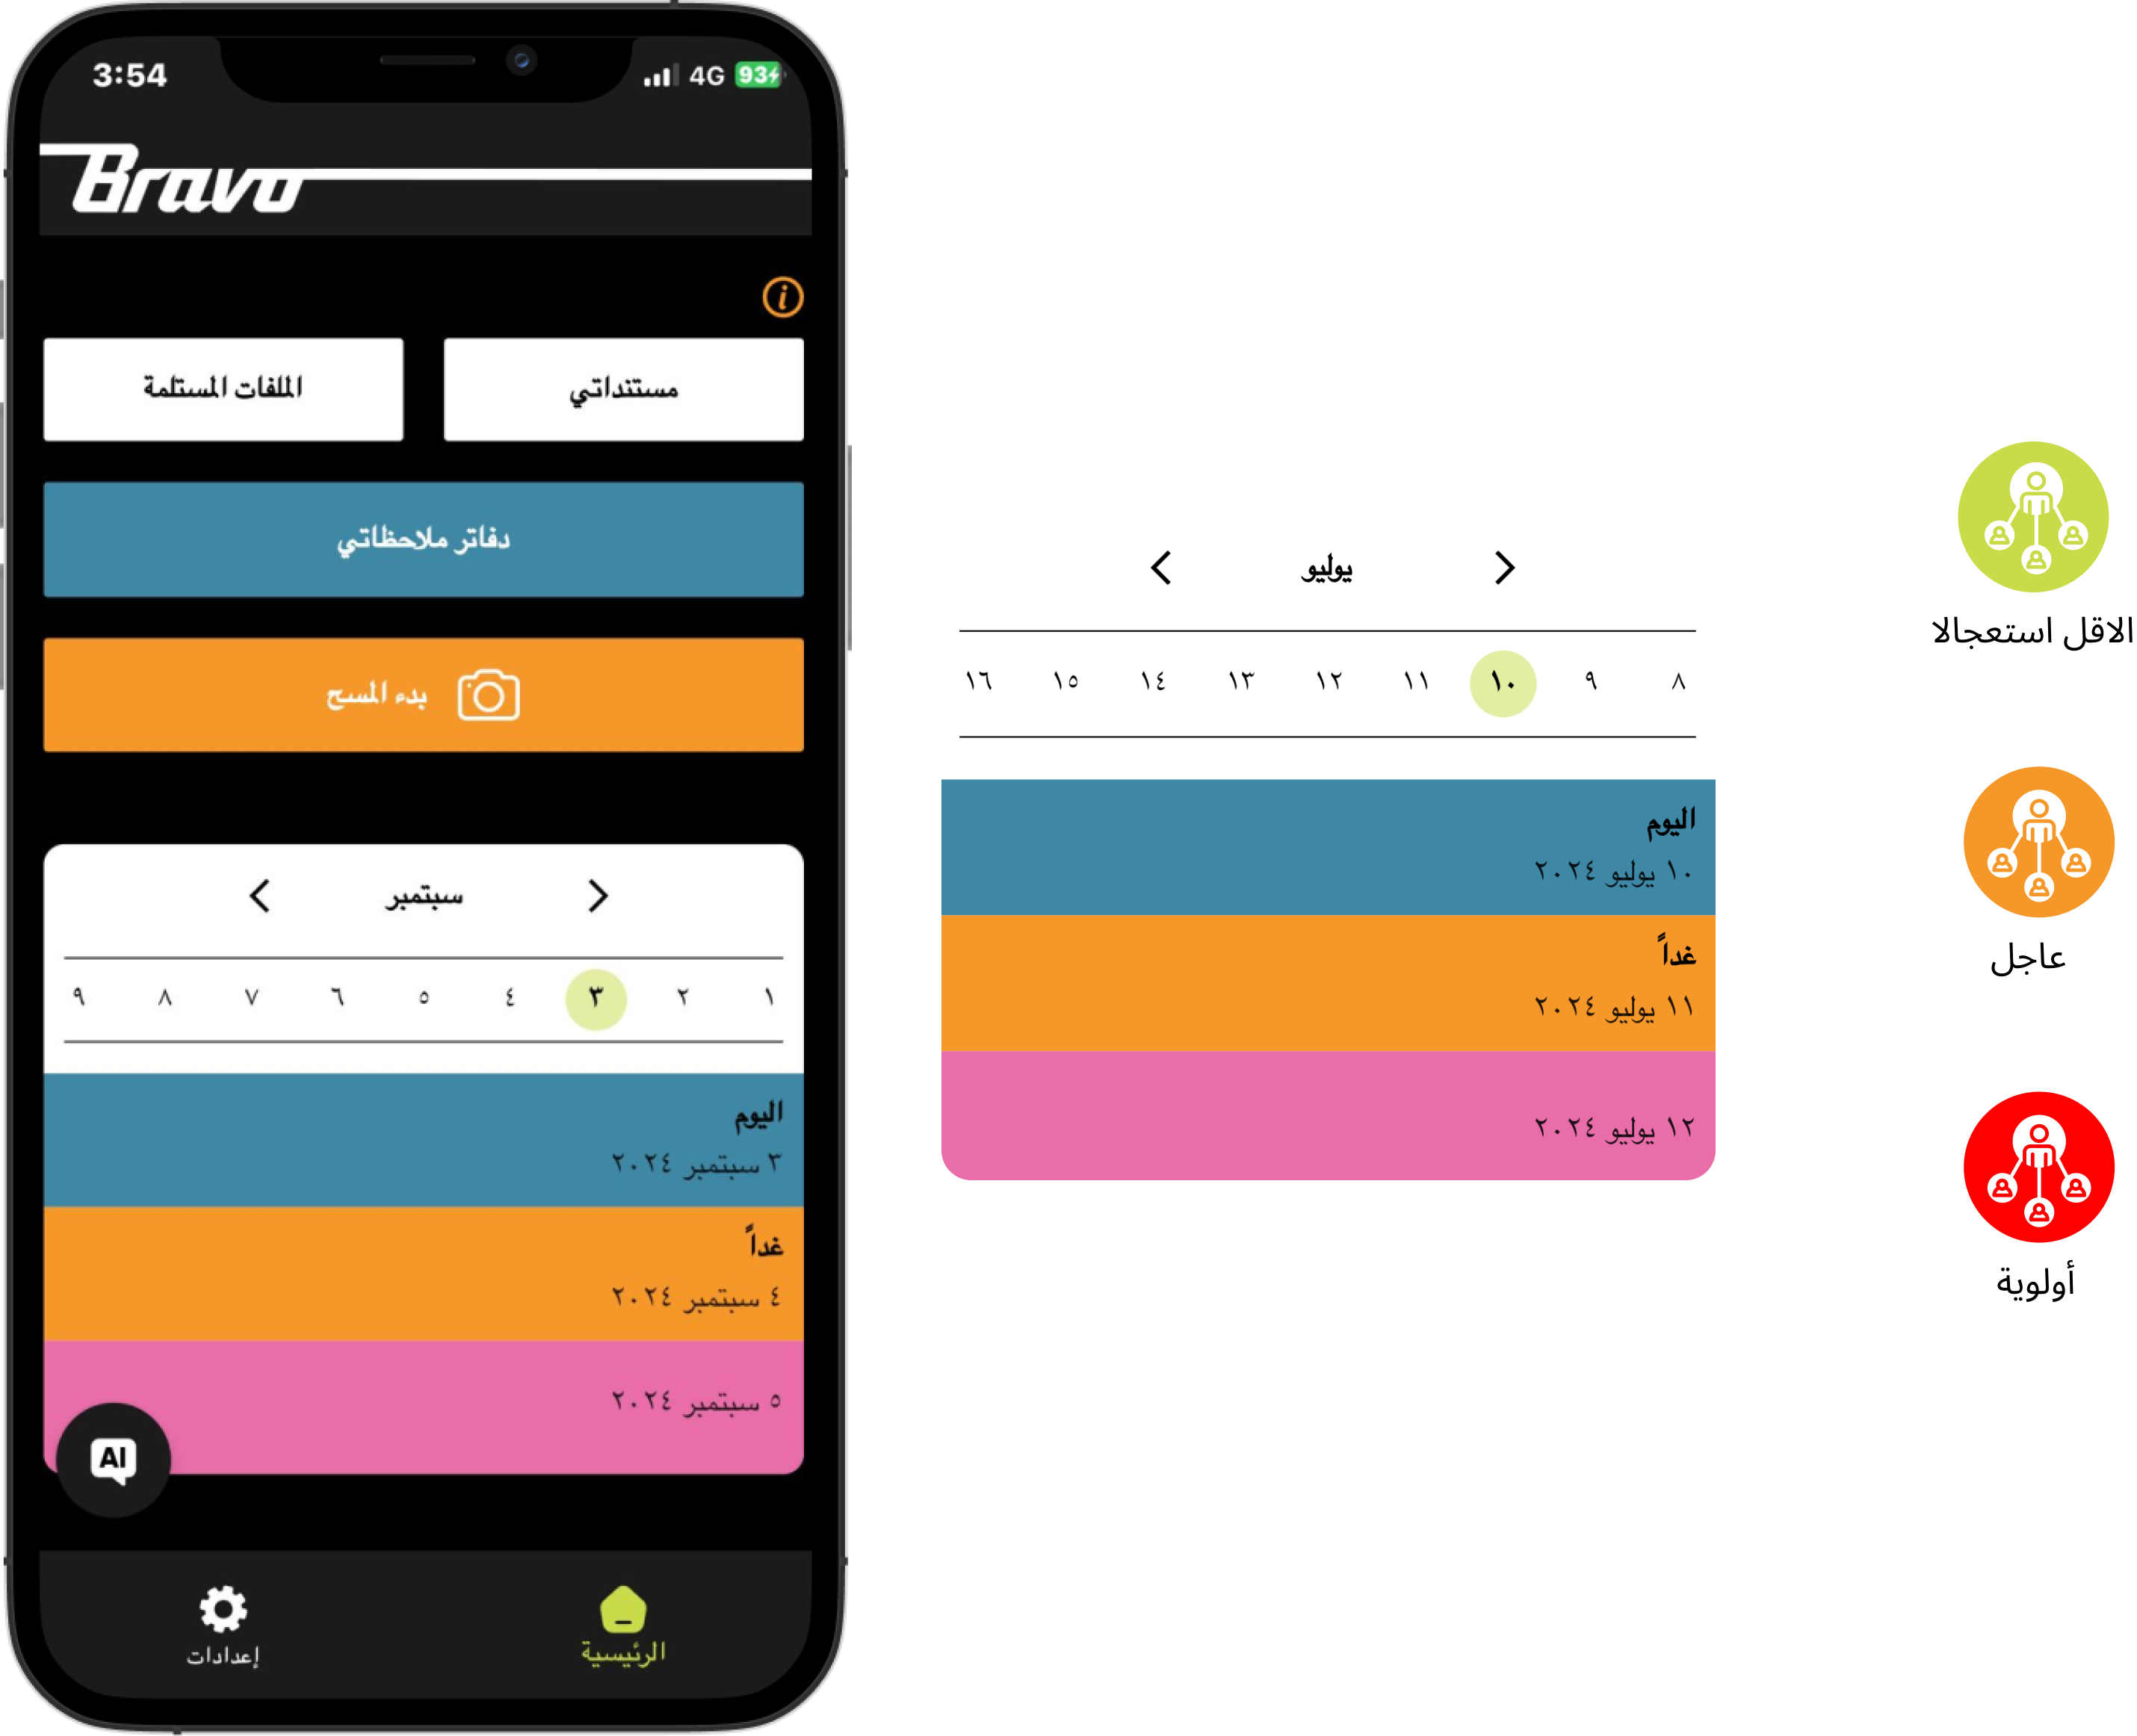 3:54
4G 93
Bravo
i
مستنداتي
الملفات المستلمة
دفاتر ملاحظاتي
بدء المسح
سبتمبر
١ ٢ ٣ ٤ ٥ ٦ ٧ ٨ ٩
اليوم
٣ سبتمبر ٢٠٢٤
غداً
٤ سبتمبر ٢٠٢٤
٥ سبتمبر ٢٠٢٤
AI
الرئيسية
إعدادات
يوليو
٨ ٩ ١٠ ١١ ١٢ ١٣ ١٤ ١٥ ١٦
اليوم
١٠ يوليو ٢٠٢٤
غداً
١١ يوليو ٢٠٢٤
١٢ يوليو ٢٠٢٤
الاقل استعجالا
عاجل
أولوية